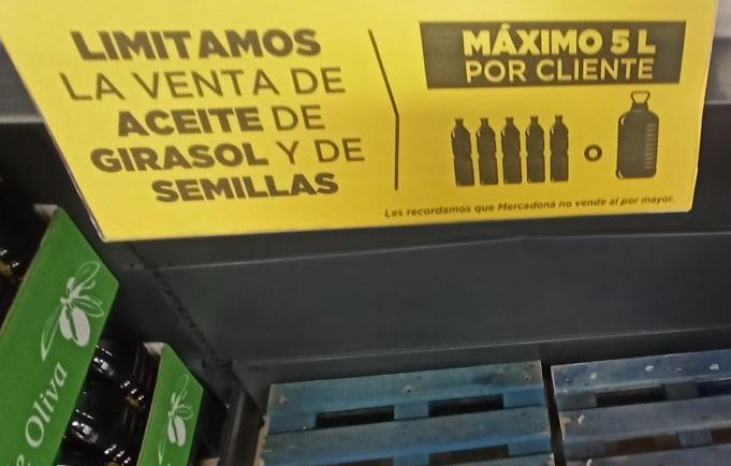 LIMITAMOS
LA VENTA DE
ACEITE DE
GIRASOL Y DE
SEMILLAS
MÁXIMO 5 L
POR CLIENTE
O
Les recordamos que Mercadona no vende al por mayor.
Oliva